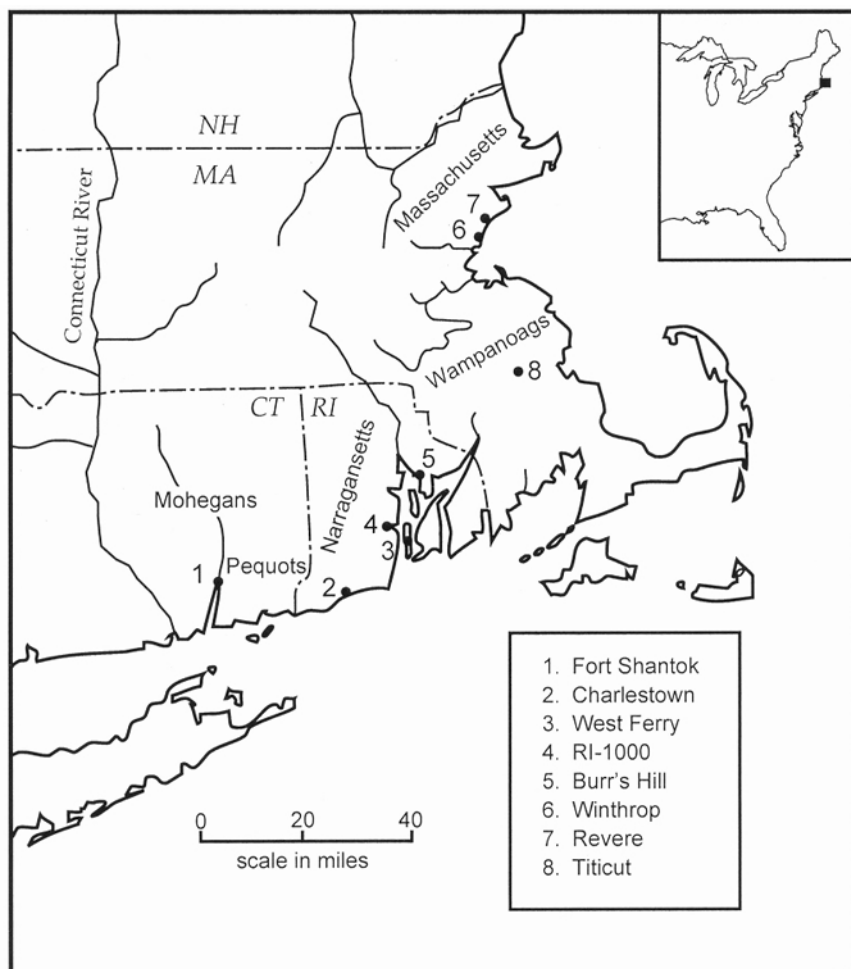 NH
MA
Connecticut River
Massachusetts
7
6
Wampanoags
8
CT RI
Narragansetts
5
Mohegans
4
3
1 Pequots
2
1. Fort Shantok
2. Charlestown
3. West Ferry
4. RI-1000
5. Burr's Hill
6. Winthrop
7. Revere
8. Titicut
0 20 40
scale in miles